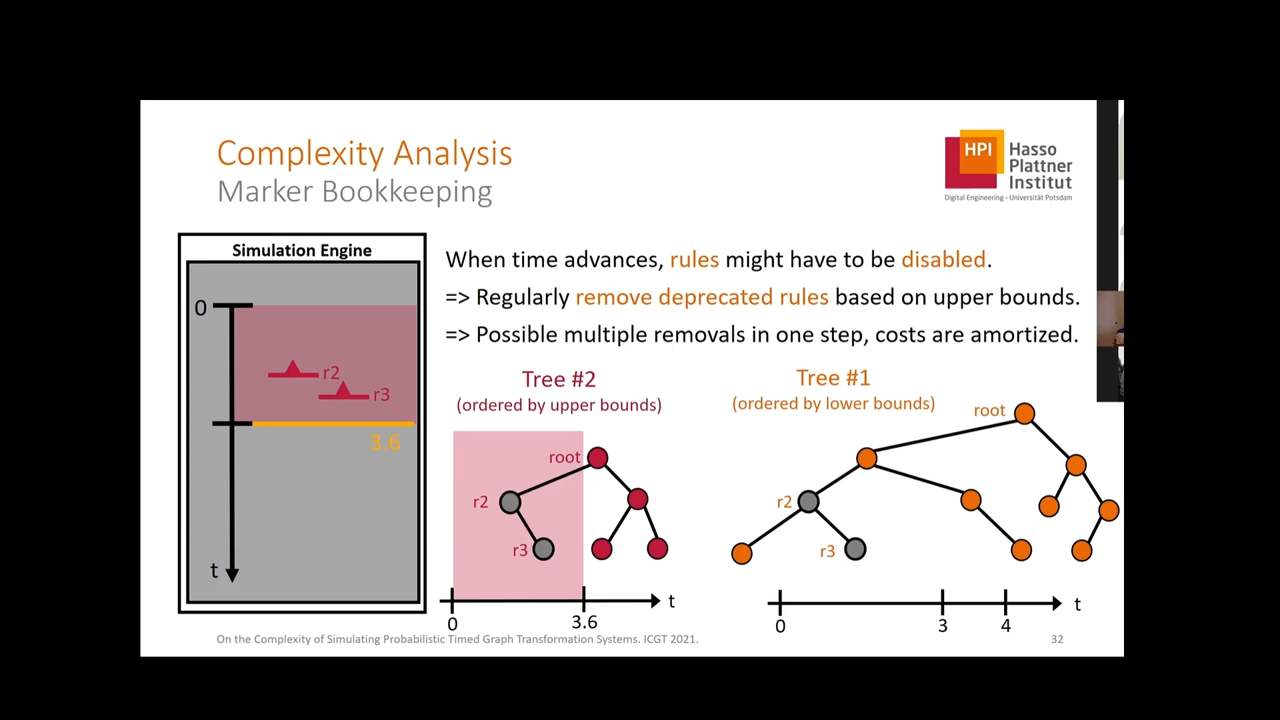 Complexity Analysis
Marker Bookkeeping
HPI
Hasso
Plattner
Institut
Digital Engineering • Universität Potsdam
Simulation Engine
0
r2
r3
3.6
t
When time advances, rules might have to be disabled.
=> Regularly remove deprecated rules based on upper bounds.
=> Possible multiple removals in one step, costs are amortized.
Tree #2
(ordered by upper bounds)
root
r2
r3
t
0
3.6
Tree #1
(ordered by lower bounds)
root
r2
r3
t
0
3
4
On the Complexity of Simulating Probabilistic Timed Graph Transformation Systems. ICGT 2021.
32